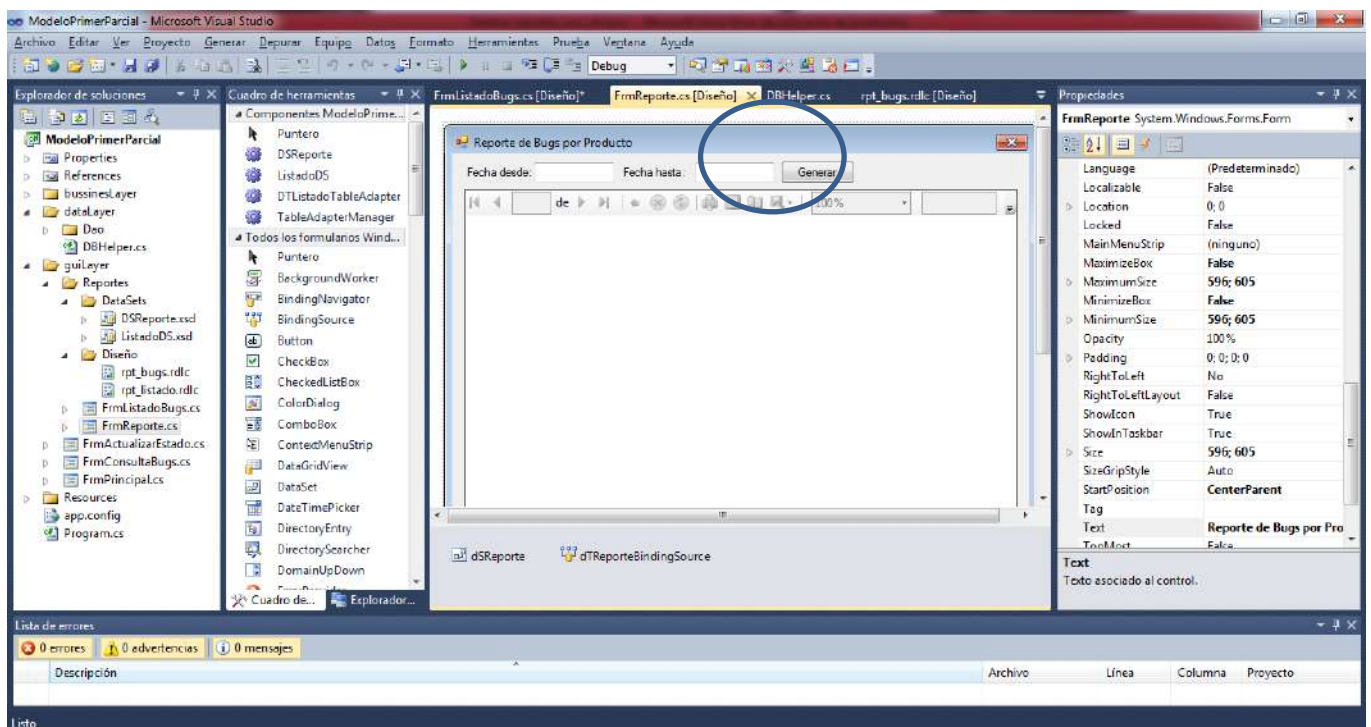 ModeloPrimerParcial - Microsoft Visual Studio
Archivo Editar Ver Proyecto Generar Depurar Equipo Datos Formato Herramientas Prueba Ventana Ayuda
Debug
Explorador de soluciones
ModeloPrimerParcial
Properties
References
bussinesLayer
dataLayer
Dao
DBHelper.cs
guiLayer
Reportes
DataSets
DSReporte.xsd
ListadoDS.xsd
Diseño
rpt_bugs.rdlc
rpt_listado.rdlc
FrmListadoBugs.cs
FrmReporte.cs
FrmActualizarEstado.cs
FrmConsultaBugs.cs
FrmPrincipal.cs
Resources
app.config
Program.cs
Cuadro de herramientas
Componentes ModeloPrime...
Puntero
DSReporte
ListadoDS
DTListadoTableAdapter
TableAdapterManager
Todos los formularios Wind...
Puntero
BackgroundWorker
BindingNavigator
BindingSource
Button
CheckBox
CheckedListBox
ColorDialog
ComboBox
ContextMenuStrip
DataGridView
DataSet
DateTimePicker
DirectoryEntry
DirectorySearcher
DomainUpDown
Cuadro de... Explorador...
FrmListadoBugs.cs [Diseño]* FrmReporte.cs [Diseño] DBHelper.cs rpt_bugs.rdlc [Diseño]
Reporte de Bugs por Producto
Fecha desde: Fecha hasta: Generar
de 100%
dSReporte dTReporteBindingSource
Propiedades
FrmReporte System.Windows.Forms.Form
Language (Predeterminado)
Localizable False
Location 0; 0
Locked False
MainMenuStrip (ninguno)
MaximizeBox False
MaximumSize 596; 605
MinimizeBox False
MinimumSize 596; 605
Opacity 100%
Padding 0; 0; 0; 0
RightToLeft No
RightToLeftLayout False
ShowIcon True
ShowInTaskbar True
Size 596; 605
SizeGripStyle Auto
StartPosition CenterParent
Tag
Text Reporte de Bugs por Pro
TopMost False
Text
Texto asociado al control.
Lista de errores
0 errores 0 advertencias 0 mensajes
Descripción Archivo Línea Columna Proyecto
Listo